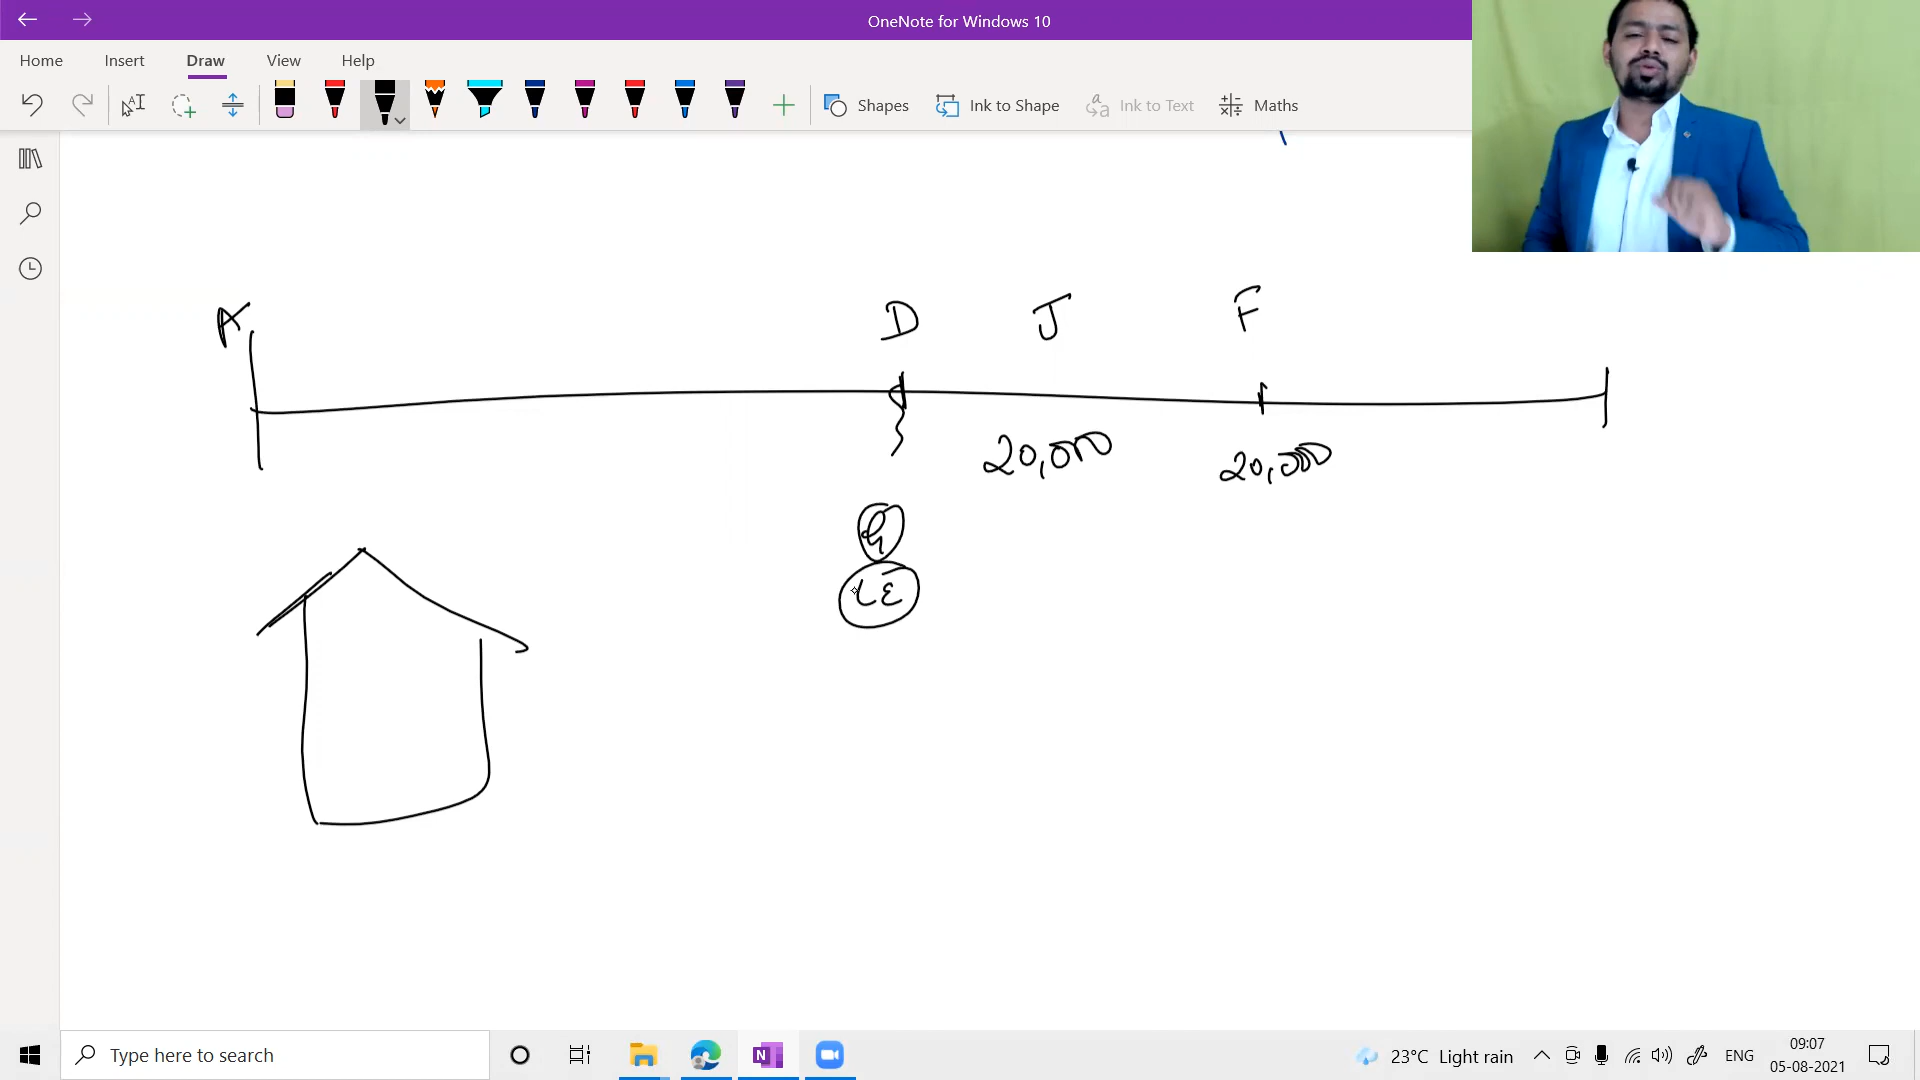 OneNote for Windows 10
Home Insert Draw View Help
Shapes Ink to Shape Ink to Text Maths
A D J F
20,000 20,000
G
LE
Type here to search
N
23°C Light rain ENG 09:07
05-08-2021